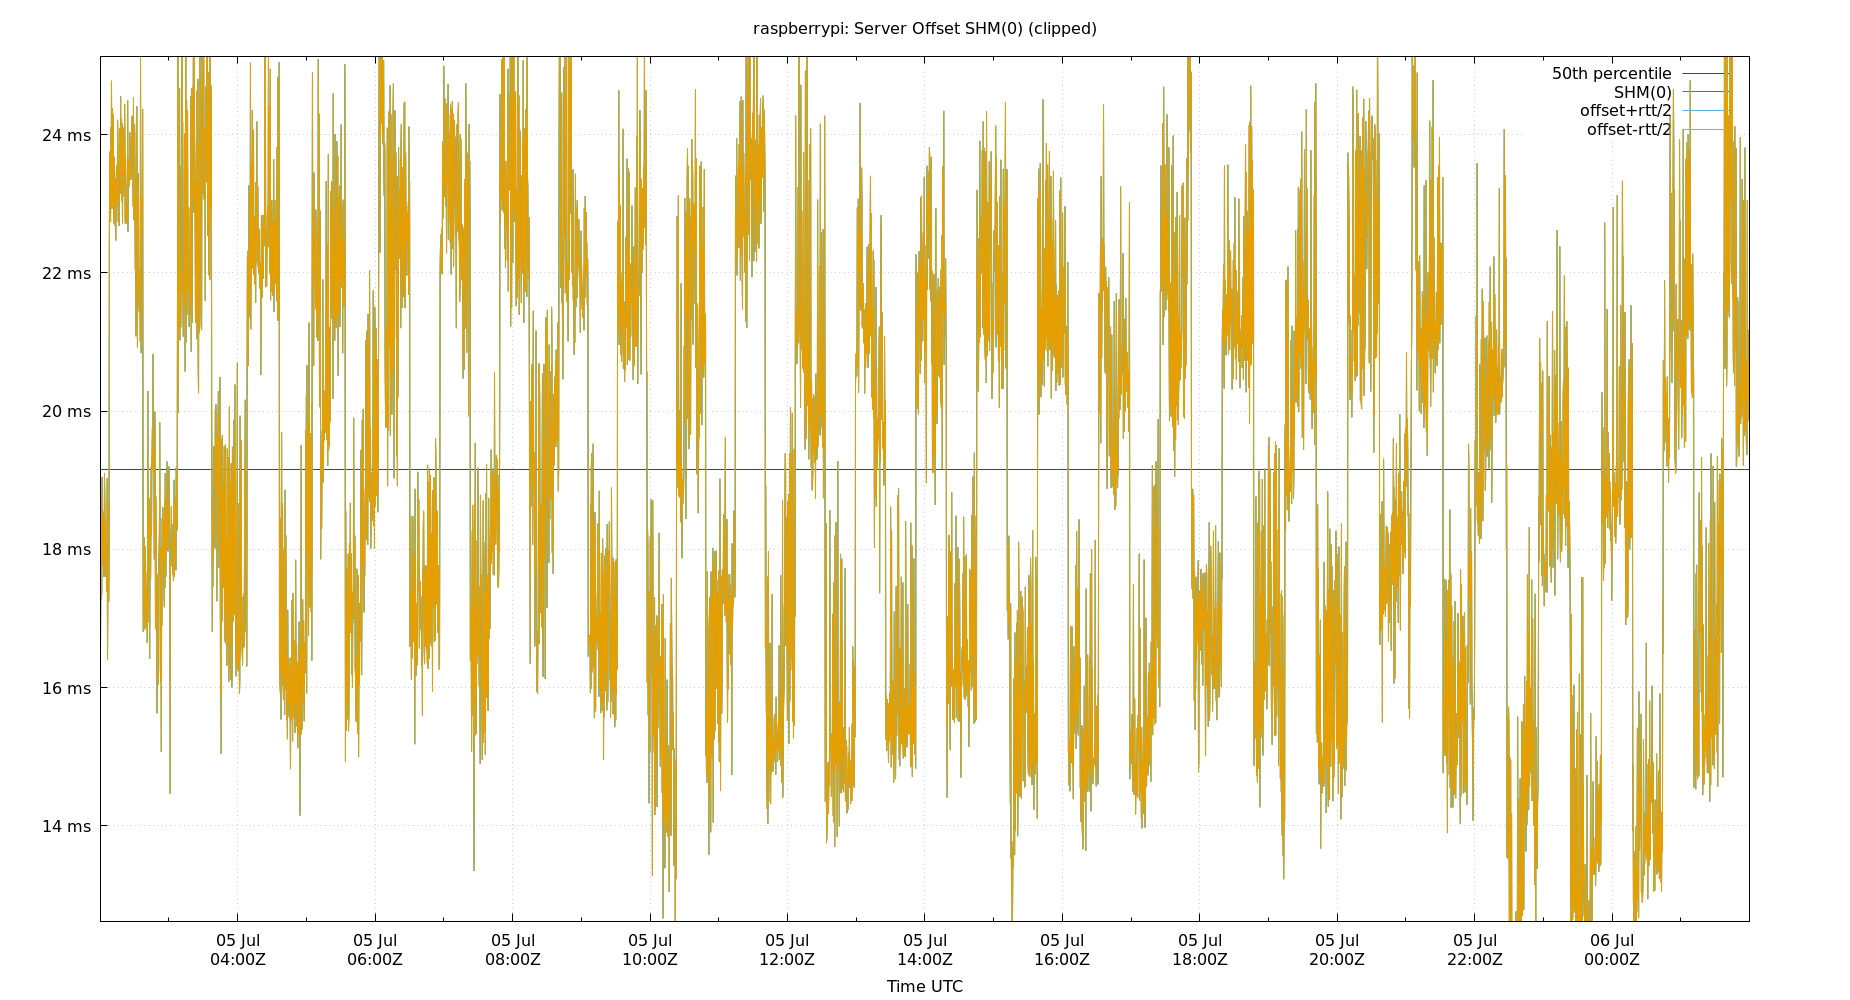 raspberrypi: Server Offset SHM(0) (clipped)
50th percentile
SHM(0)
offset+rtt/2
offset-rtt/2
24 ms
22 ms
20 ms
18 ms
16 ms
14 ms
05 Jul 05 Jul 05 Jul 05 Jul 05 Jul 05 Jul 05 Jul 05 Jul 05 Jul 05 Jul 06 Jul
04:00Z 06:00Z 08:00Z 10:00Z 12:00Z 14:00Z 16:00Z 18:00Z 20:00Z 22:00Z 00:00Z
Time UTC